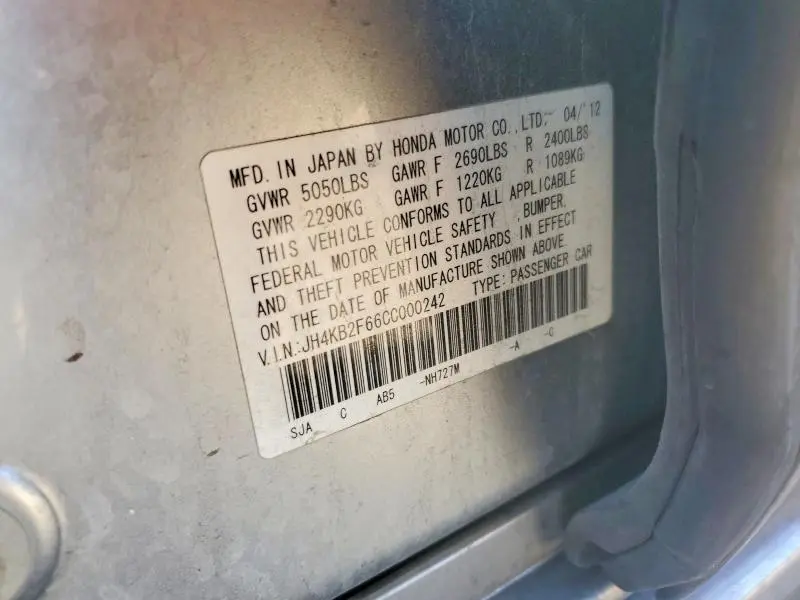 MFD. IN JAPAN BY HONDA MOTOR CO.,LTD. 04/'12
GVWR 5050LBS GAWR F 2690LBS R 2400LBS
GVWR 2290KG GAWR F 1220KG R 1089KG
THIS VEHICLE CONFORMS TO ALL APPLICABLE
FEDERAL MOTOR VEHICLE SAFETY ,BUMPER,
AND THEFT PREVENTION STANDARDS IN EFFECT
ON THE DATE OF MANUFACTURE SHOWN ABOVE
V.I.N.:JH4KB2F66CC000242 TYPE: PASSENGER CAR
SJA C AB5 -NH727M -A -C